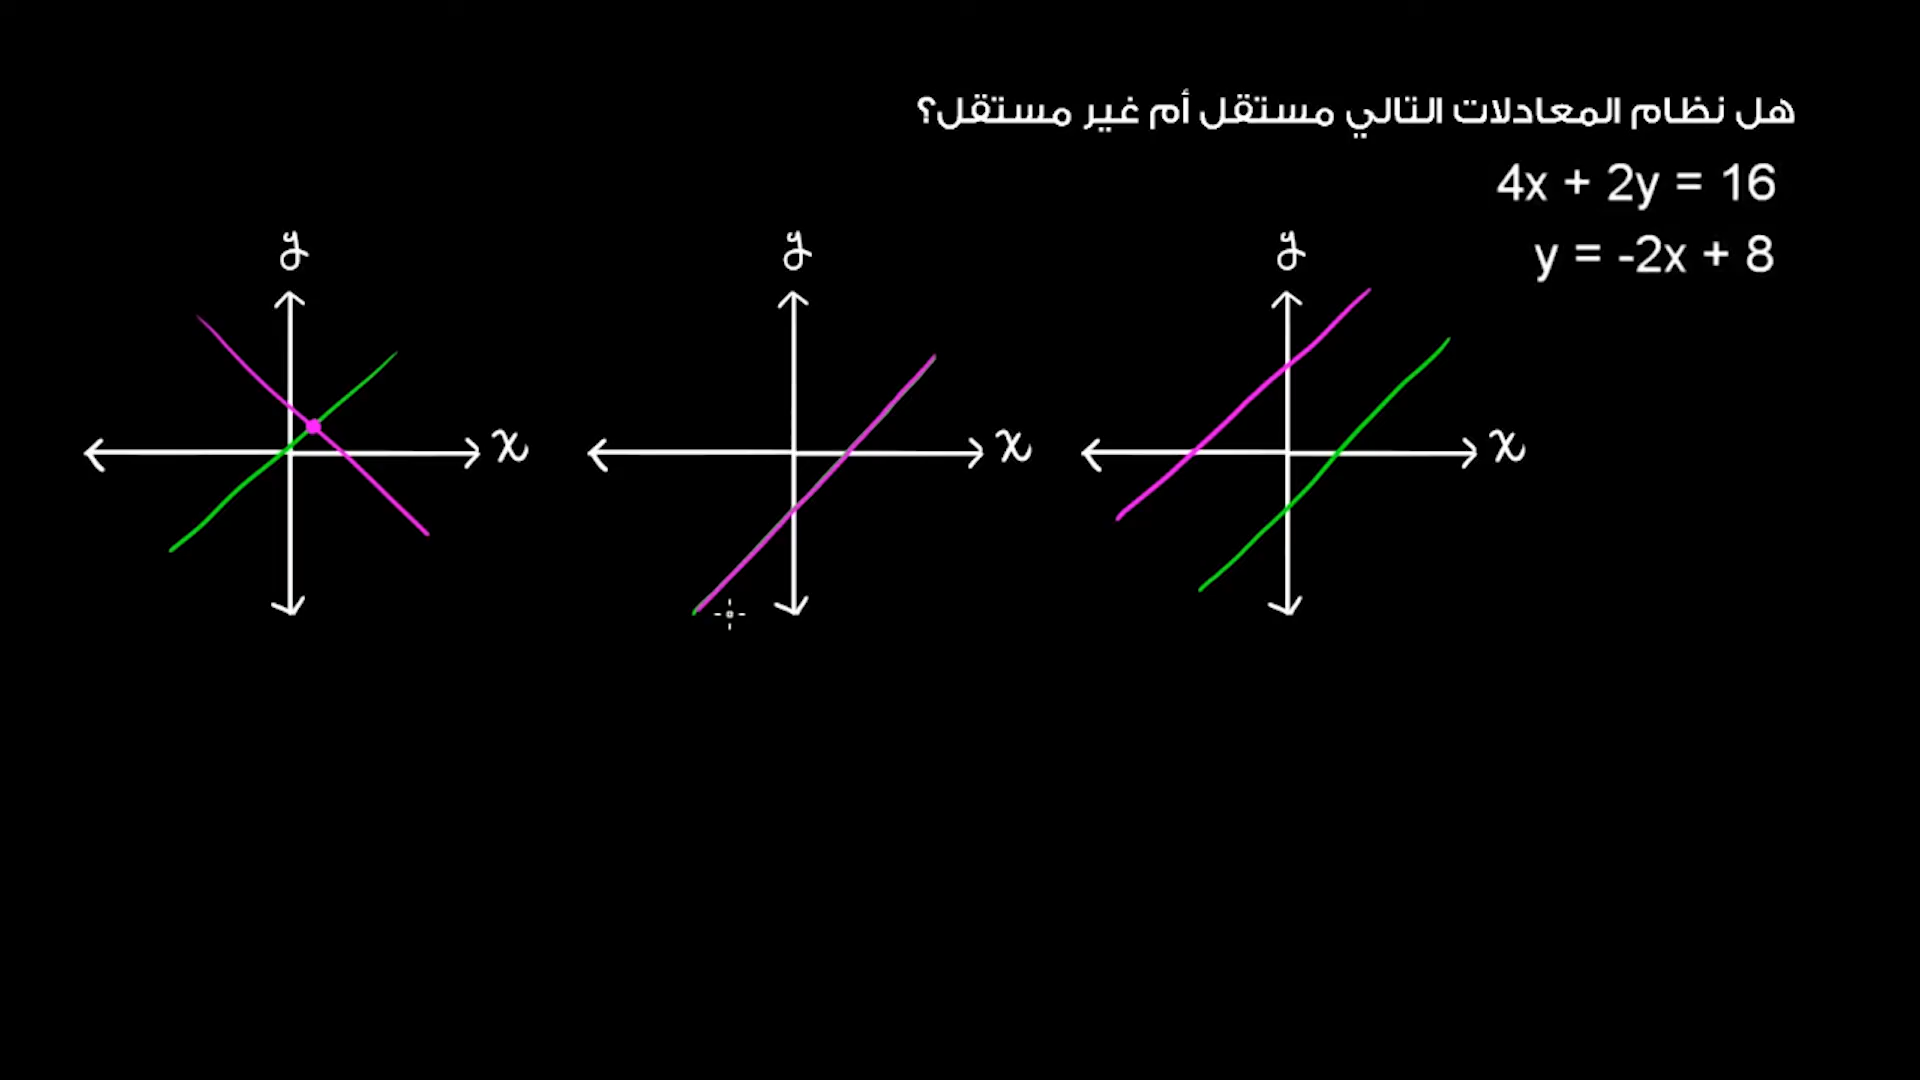 هل نظام المعادلات التالي مستقل أم غير مستقل؟
4x + 2y = 16
y = -2x + 8
y
y
y
x
x
x